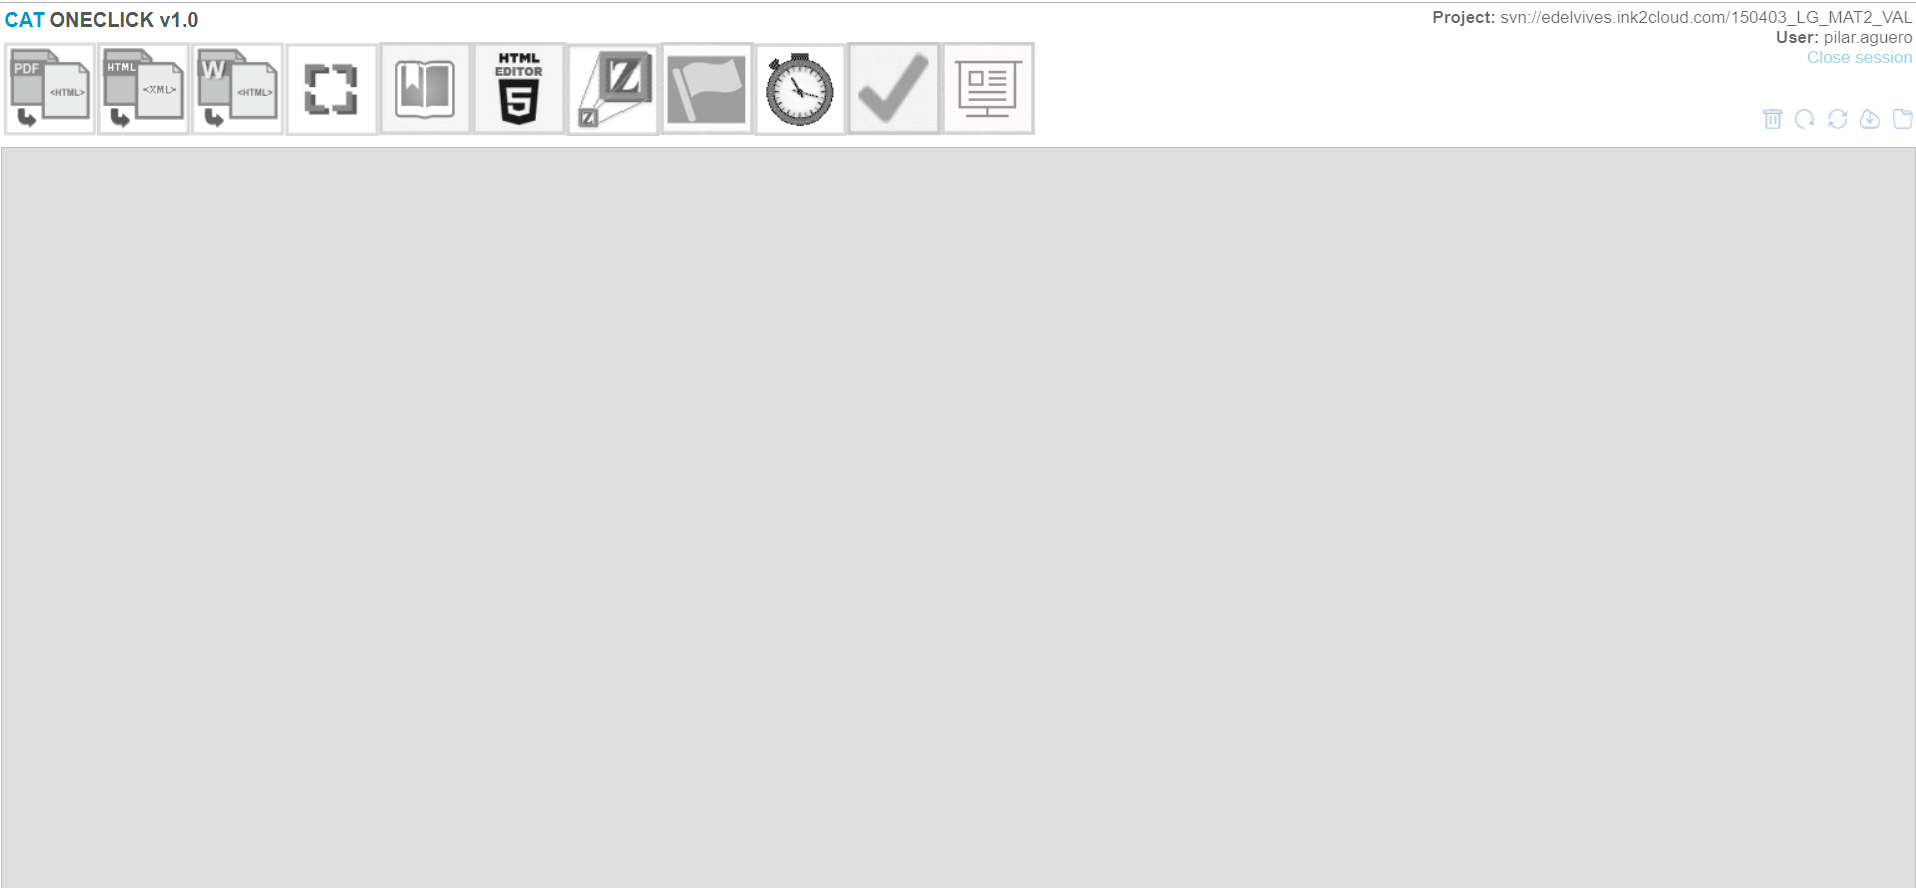 CAT ONECLICK v1.0
Project: svn://edelvives.ink2cloud.com/150403_LG_MAT2_VAL
User: pilar.aguero
Close session
PDF <HTML>
HTML <XML>
W <HTML>
HTML
EDITOR
5
Z
Z